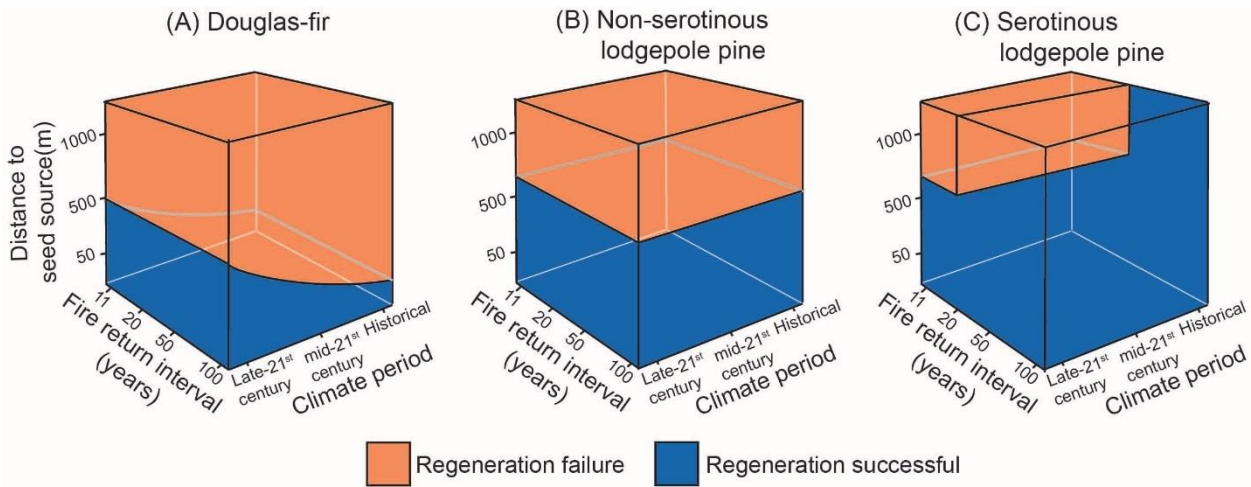 (A) Douglas-fir
(B) Non-serotinous
lodgepole pine
(C) Serotinous
lodgepole pine
Distance to
seed source(m)
1000
500
50
11
20
50
100
Fire return interval
(years)
Late-21st
century
mid-21st
century
Historical
Climate period
1000
500
50
11
20
50
100
Fire return interval
(years)
Late-21st
century
mid-21st
century
Historical
Climate period
1000
500
50
11
20
50
100
Fire return interval
(years)
Late-21st
century
mid-21st
century
Historical
Climate period
Regeneration failure
Regeneration successful